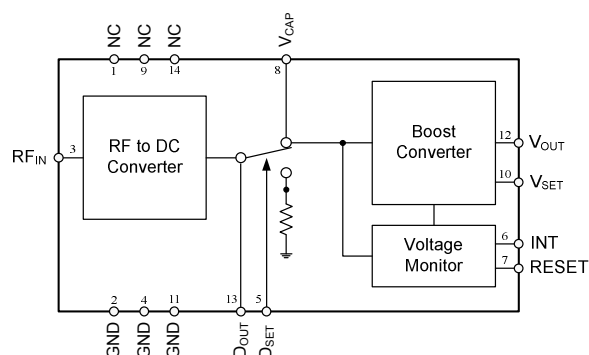 NC
NC
NC
VCAP
1
9
14
8
RFIN
3
RF to DC
Converter
Boost
Converter
12
VOUT
10
VSET
Voltage
Monitor
6
INT
7
RESET
2
4
11
13
5
GND
GND
GND
DOUT
DSET